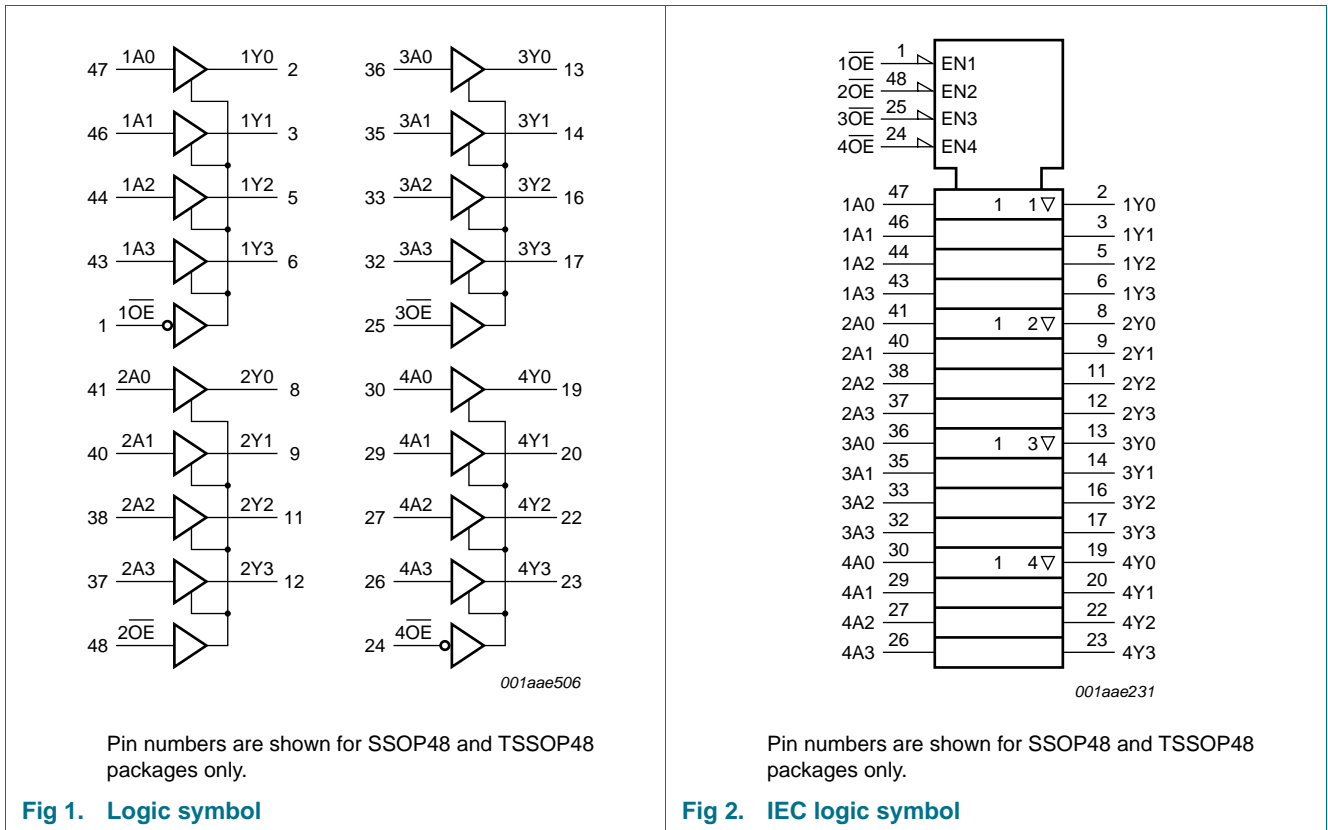 47 1A0 1Y0 2
46 1A1 1Y1 3
44 1A2 1Y2 5
43 1A3 1Y3 6
1 1O̅E̅
41 2A0 2Y0 8
40 2A1 2Y1 9
38 2A2 2Y2 11
37 2A3 2Y3 12
48 2O̅E̅
36 3A0 3Y0 13
35 3A1 3Y1 14
33 3A2 3Y2 16
32 3A3 3Y3 17
25 3O̅E̅
30 4A0 4Y0 19
29 4A1 4Y1 20
27 4A2 4Y2 22
26 4A3 4Y3 23
24 4O̅E̅
001aae506
Pin numbers are shown for SSOP48 and TSSOP48
packages only.
Fig 1. Logic symbol
1O̅E̅ 1 EN1
2O̅E̅ 48 EN2
3O̅E̅ 25 EN3
4O̅E̅ 24 EN4
1A0 47 1 1▽ 2 1Y0
1A1 46 3 1Y1
1A2 44 5 1Y2
1A3 43 6 1Y3
2A0 41 1 2▽ 8 2Y0
2A1 40 9 2Y1
2A2 38 11 2Y2
2A3 37 12 2Y3
3A0 36 1 3▽ 13 3Y0
3A1 35 14 3Y1
3A2 33 16 3Y2
3A3 32 17 3Y3
4A0 30 1 4▽ 19 4Y0
4A1 29 20 4Y1
4A2 27 22 4Y2
4A3 26 23 4Y3
001aae231
Pin numbers are shown for SSOP48 and TSSOP48
packages only.
Fig 2. IEC logic symbol